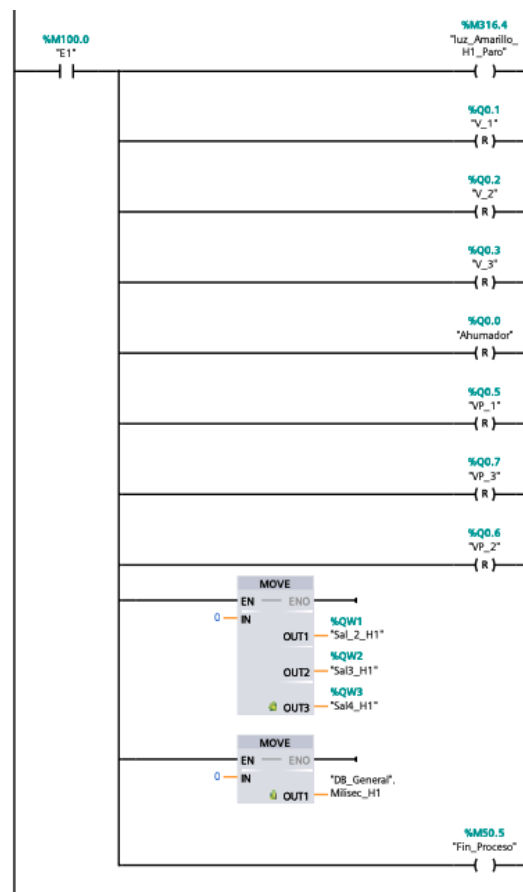 %M316.4
%M100.0
"luz_Amarillo_
"E1"
H1_Paro"
%Q0.1
"V_1"
R
%Q0.2
"V_2"
R
%Q0.3
"V_3"
R
%Q0.0
"Ahumador"
R
%Q0.5
"VP_1"
R
%Q0.7
"VP_3"
R
%Q0.6
"VP_2"
R
MOVE
EN ENO
0 IN
%QW1
OUT1 "Sal_2_H1"
%QW2
OUT2 "Sal3_H1"
%QW3
OUT3 "Sal4_H1"
MOVE
EN ENO
0 IN
"DB_General".
OUT1 Milisec_H1
%M50.5
"Fin_Proceso"